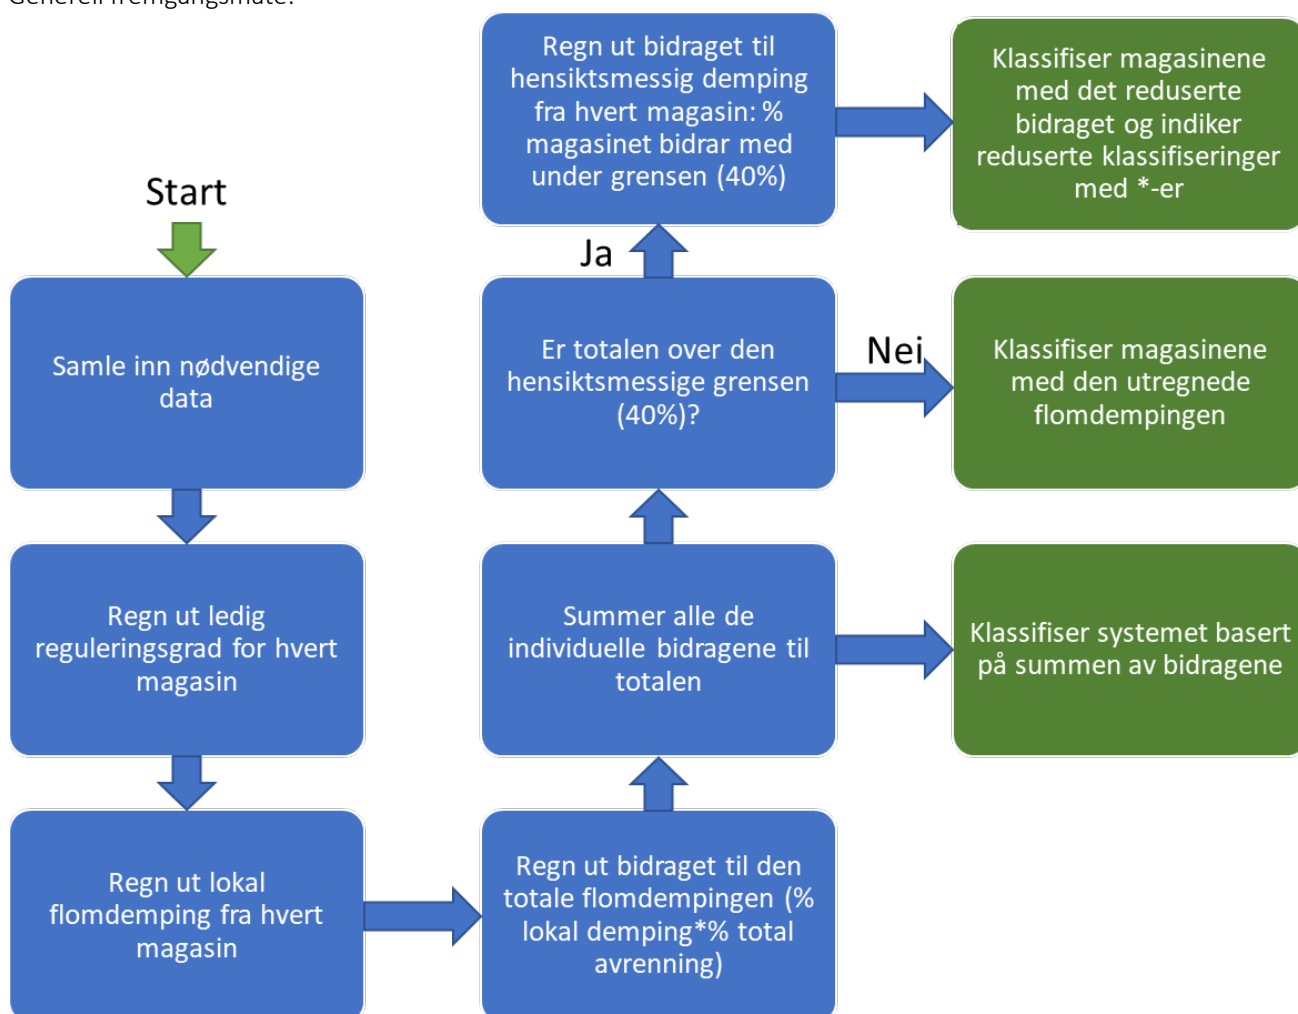 Generell fremgangsmåte:
Start
Samle inn nødvendige
data
Regn ut ledig
reguleringsgrad for hvert
magasin
Regn ut lokal
flomdemping fra hvert
magasin
Regn ut bidraget til den
totale flomdempingen (%
lokal demping*% total
avrenning)
Summer alle de
individuelle bidragene til
totalen
Klassifiser systemet basert
på summen av bidragene
Er totalen over den
hensiktsmessige grensen
(40%)?
Nei
Klassifiser magasinene
med den utregnede
flomdempingen
Ja
Regn ut bidraget til
hensiktsmessig demping
fra hvert magasin: %
magasinet bidrar med
under grensen (40%)
Klassifiser magasinene
med det reduserte
bidraget og indiker
reduserte klassifiseringer
med *-er